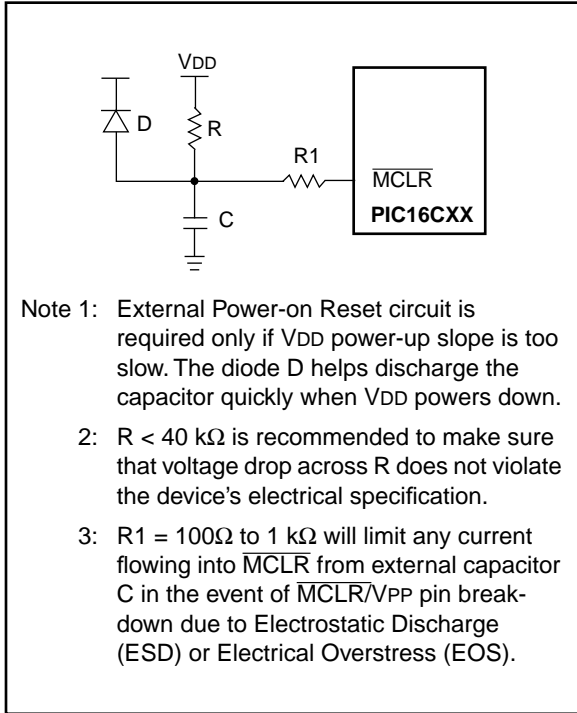 VDD
D
R
R1
MCLR
PIC16CXX
C
Note 1: External Power-on Reset circuit is
required only if VDD power-up slope is too
slow. The diode D helps discharge the
capacitor quickly when VDD powers down.
2: R < 40 kΩ is recommended to make sure
that voltage drop across R does not violate
the device's electrical specification.
3: R1 = 100Ω to 1 kΩ will limit any current
flowing into MCLR from external capacitor
C in the event of MCLR/VPP pin break-
down due to Electrostatic Discharge
(ESD) or Electrical Overstress (EOS).